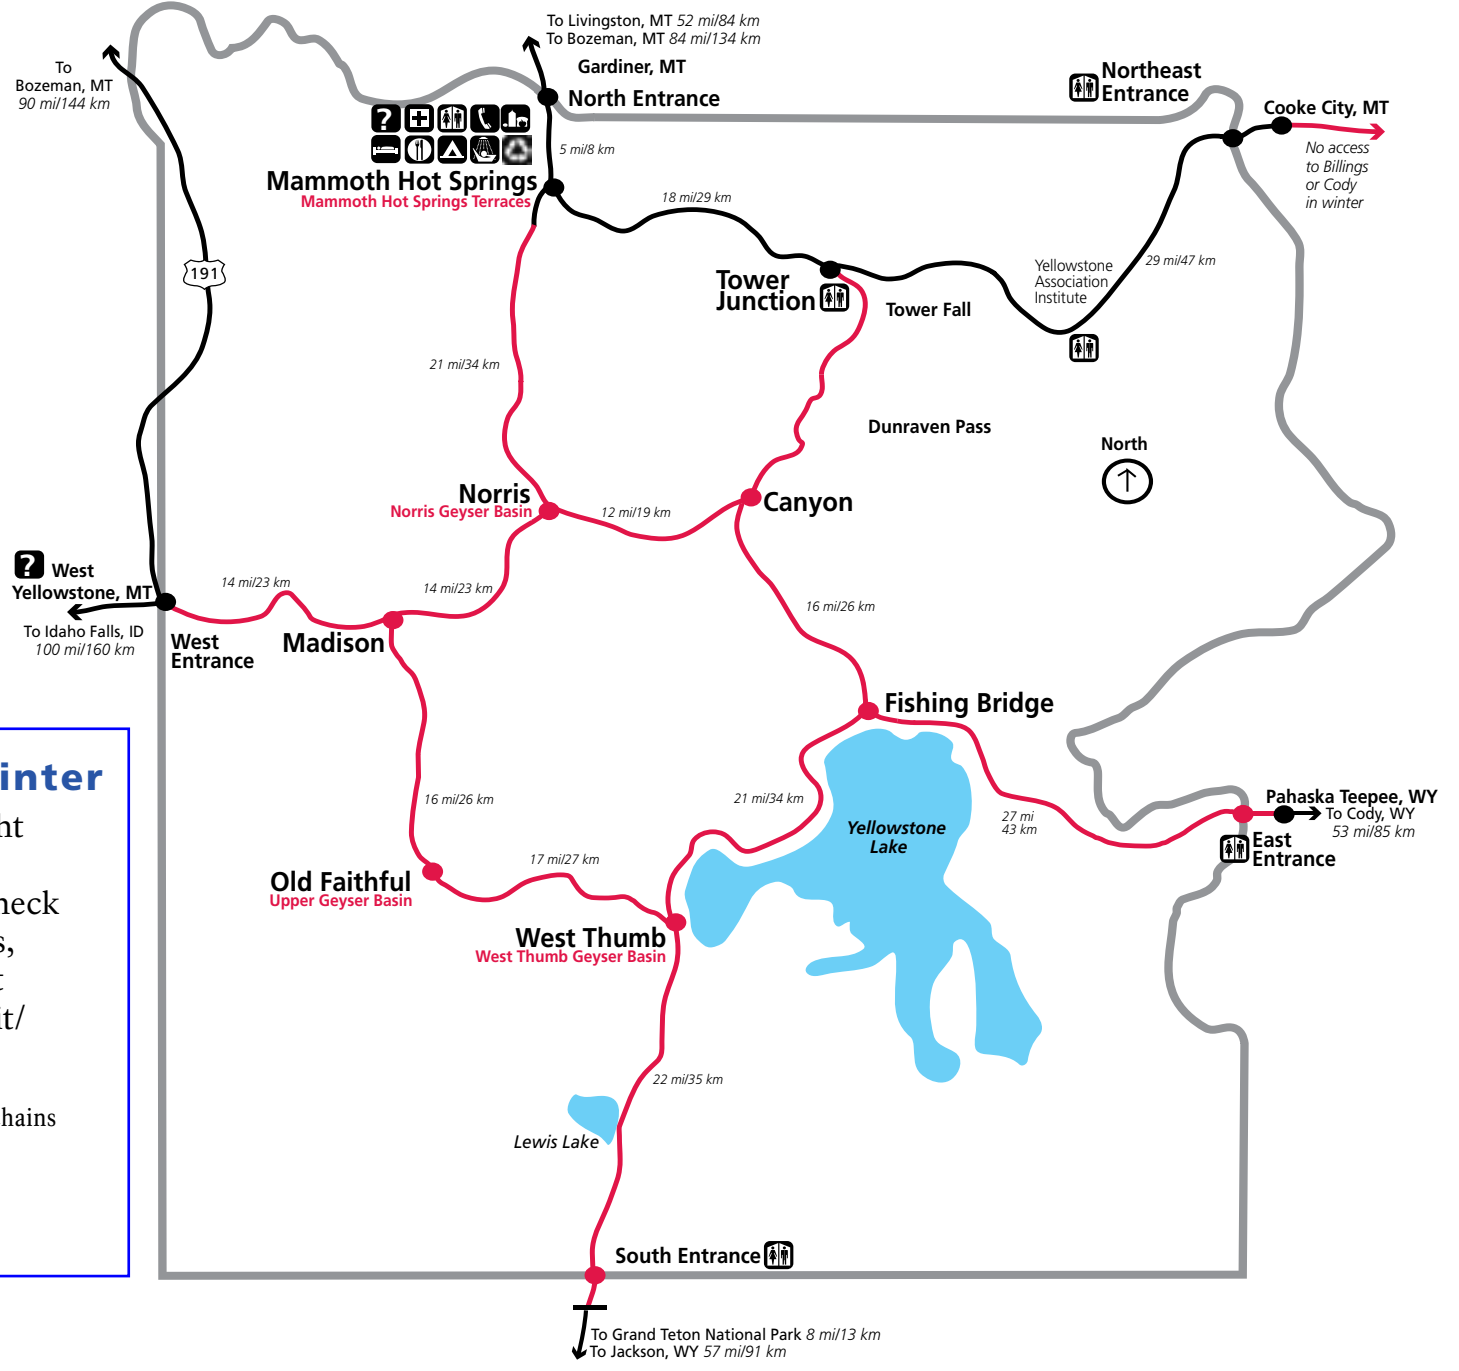 To Livingston, MT 52 mi/84 km
To Bozeman, MT 84 mi/134 km
Gardiner, MT
North Entrance
To
Bozeman, MT
90 mi/144 km
Northeast
Entrance
Cooke City, MT
No access
to Billings
or Cody
in winter
?
5 mi/8 km
Mammoth Hot Springs
Mammoth Hot Springs Terraces
18 mi/29 km
191
Tower
Junction
Tower Fall
Yellowstone
Association
Institute
29 mi/47 km
21 mi/34 km
Dunraven Pass
North
Norris
Norris Geyser Basin
12 mi/19 km
Canyon
?
West
Yellowstone, MT
14 mi/23 km
14 mi/23 km
16 mi/26 km
To Idaho Falls, ID
100 mi/160 km
West
Entrance
Madison
Fishing Bridge
inter
ht
heck
s,
t
it/
hains
16 mi/26 km
21 mi/34 km
Yellowstone
Lake
27 mi
43 km
Pahaska Teepee, WY
To Cody, WY
53 mi/85 km
East
Entrance
17 mi/27 km
Old Faithful
Upper Geyser Basin
West Thumb
West Thumb Geyser Basin
22 mi/35 km
Lewis Lake
South Entrance
To Grand Teton National Park 8 mi/13 km
To Jackson, WY 57 mi/91 km